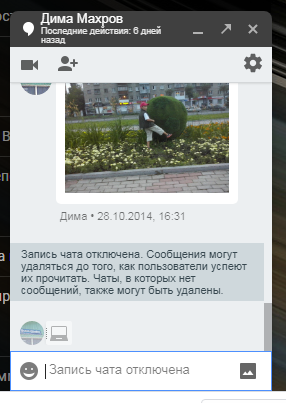 Дима Махров
Последние действия: 6 дней
назад
Дима • 28.10.2014, 16:31
Запись чата отключена. Сообщения могут
удаляться до того, как пользователи успеют
их прочитать. Чаты, в которых нет
сообщений, также могут быть удалены.
Запись чата отключена